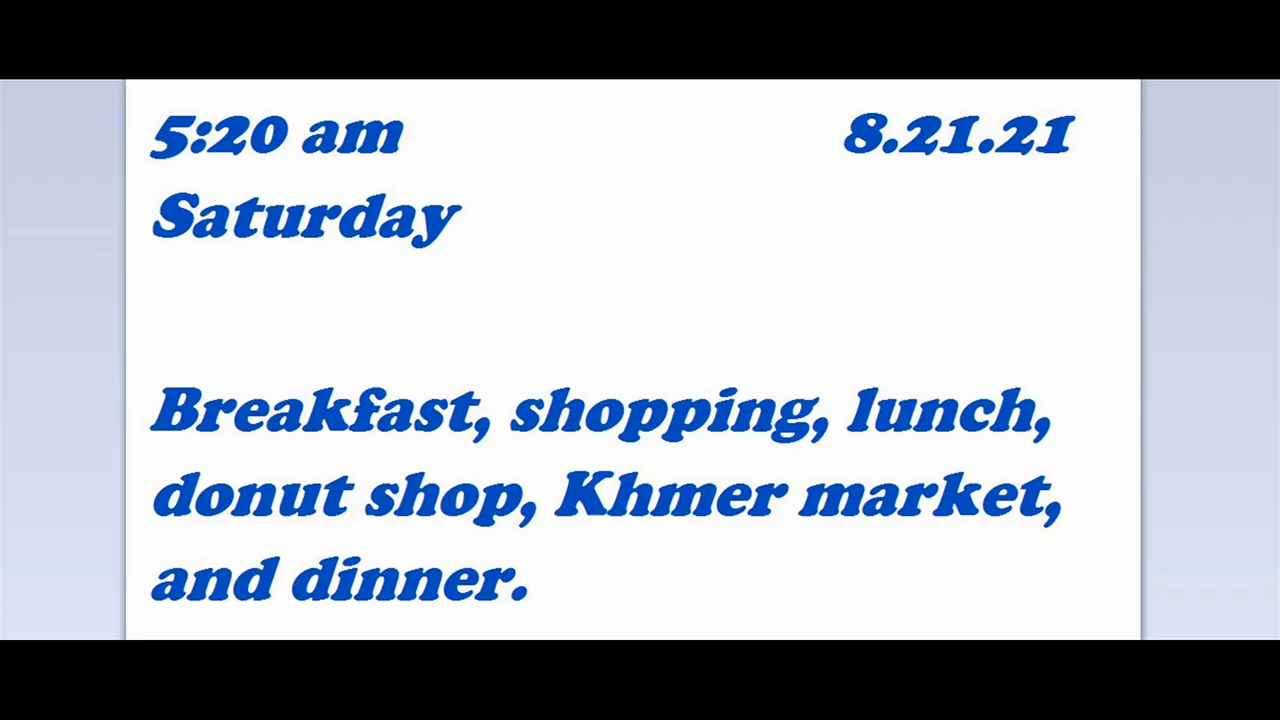 5:20 am 8.21.21
Saturday
Breakfast, shopping, lunch,
donut shop, Khmer market,
and dinner.